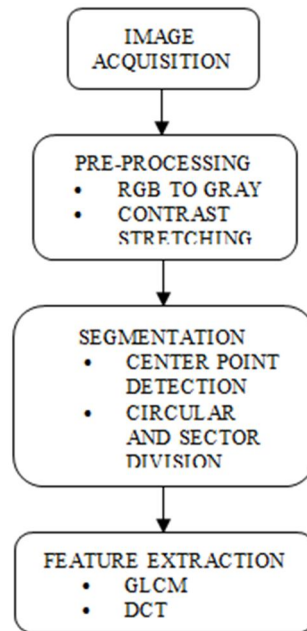 IMAGE
ACQUISITION
PRE-PROCESSING
• RGB TO GRAY
• CONTRAST
STRETCHING
SEGMENTATION
• CENTER POINT
DETECTION
• CIRCULAR
AND SECTOR
DIVISION
FEATURE EXTRACTION
• GLCM
• DCT